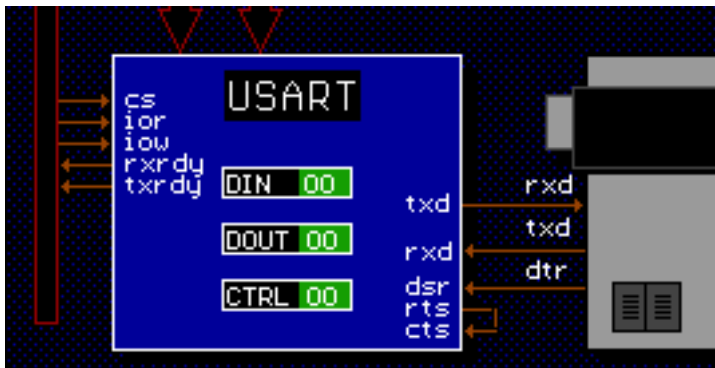 USART
cs
ior
iow
rxrdy
txrdy
DIN 00
DOUT 00
CTRL 00
txd
rxd
dsr
rts
cts
rxd
txd
dtr